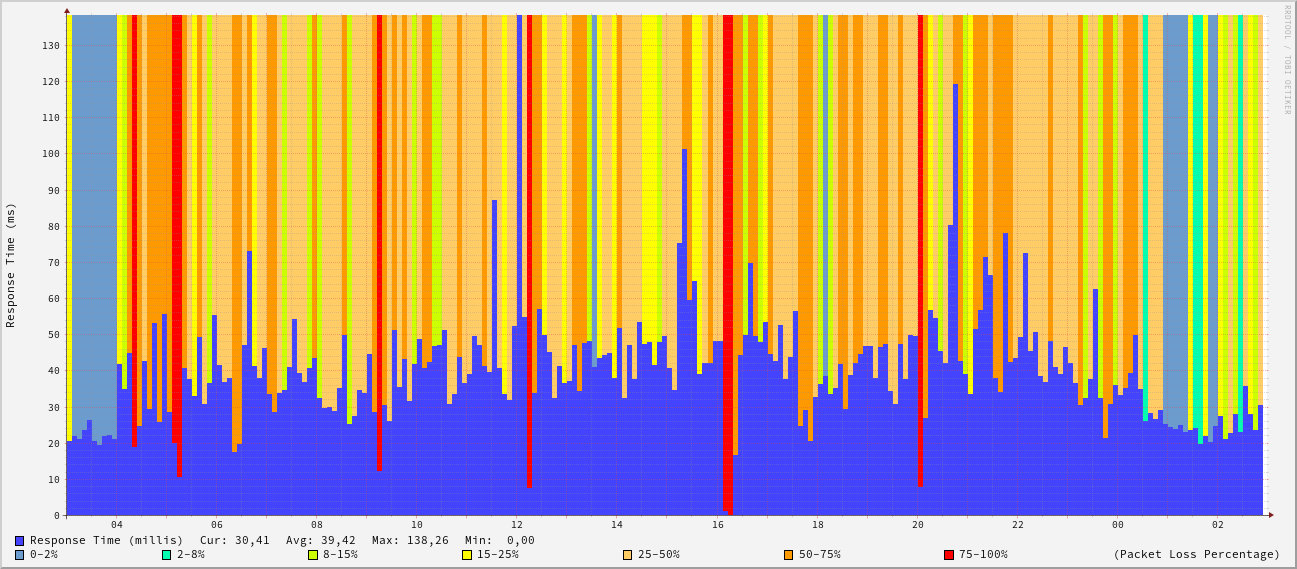 RRDTOOL / TOBI OETIKER
Response Time (ms)
130
120
110
100
90
80
70
60
50
40
30
20
10
0
04 06 08 10 12 14 16 18 20 22 00 02
Response Time (millis) Cur: 30,41 Avg: 39,42 Max: 138,26 Min: 0,00
0-2% 2-8% 8-15% 15-25% 25-50% 50-75% 75-100% (Packet Loss Percentage)